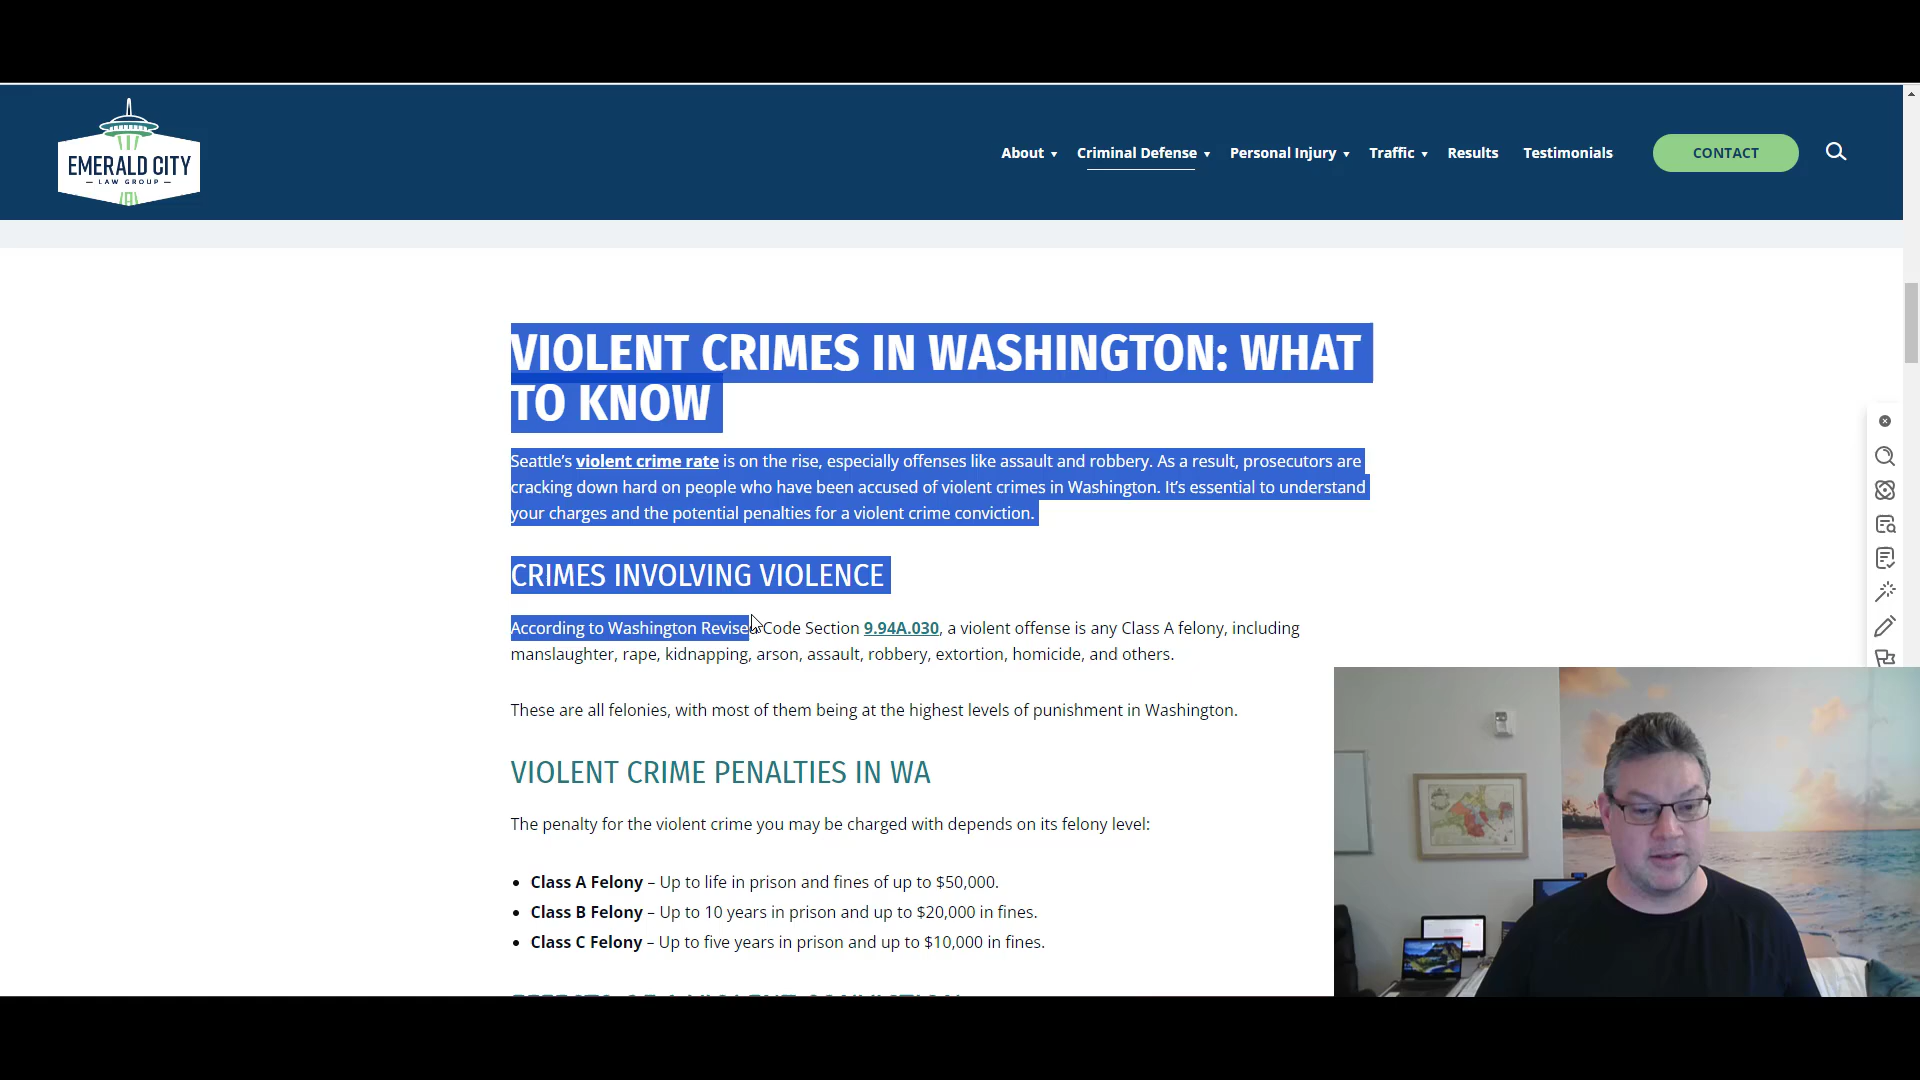 EMERALD CITY
LAW GROUP
About
Criminal Defense
Personal Injury
Traffic
Results
Testimonials
CONTACT
VIOLENT CRIMES IN WASHINGTON: WHAT
TO KNOW
Seattle’s violent crime rate is on the rise, especially offenses like assault and robbery. As a result, prosecutors are
cracking down hard on people who have been accused of violent crimes in Washington. It’s essential to understand
your charges and the potential penalties for a violent crime conviction.
CRIMES INVOLVING VIOLENCE
According to Washington Revised Code Section 9.94A.030, a violent offense is any Class A felony, including
manslaughter, rape, kidnapping, arson, assault, robbery, extortion, homicide, and others.
These are all felonies, with most of them being at the highest levels of punishment in Washington.
VIOLENT CRIME PENALTIES IN WA
The penalty for the violent crime you may be charged with depends on its felony level:
• Class A Felony – Up to life in prison and fines of up to $50,000.
• Class B Felony – Up to 10 years in prison and up to $20,000 in fines.
• Class C Felony – Up to five years in prison and up to $10,000 in fines.